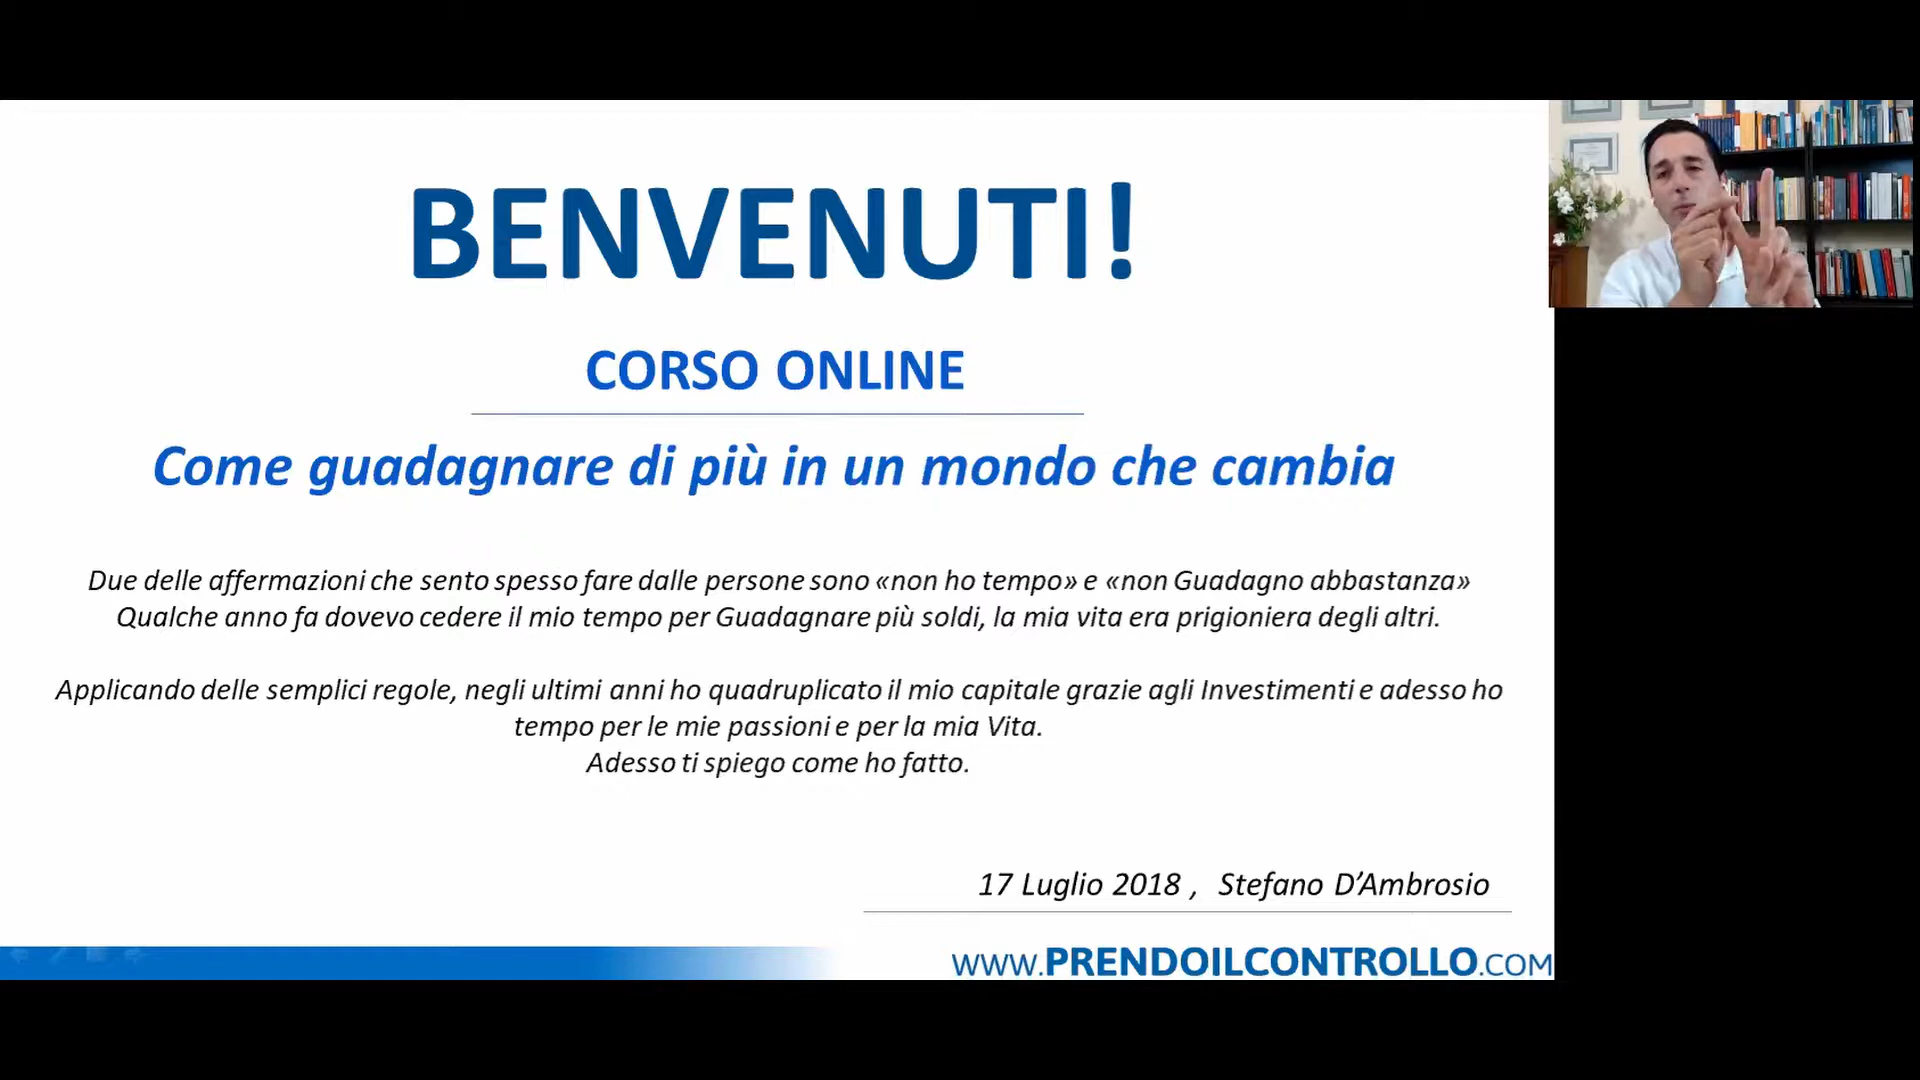 BENVENUTI!
CORSO ONLINE
Come guadagnare di più in un mondo che cambia
Due delle affermazioni che sento spesso fare dalle persone sono «non ho tempo» e «non Guadagno abbastanza»
Qualche anno fa dovevo cedere il mio tempo per Guadagnare più soldi, la mia vita era prigioniera degli altri.
Applicando delle semplici regole, negli ultimi anni ho quadruplicato il mio capitale grazie agli Investimenti e adesso ho
tempo per le mie passioni e per la mia Vita.
Adesso ti spiego come ho fatto.
17 Luglio 2018 , Stefano D’Ambrosio
WWW.PRENDOILCONTROLLO.COM